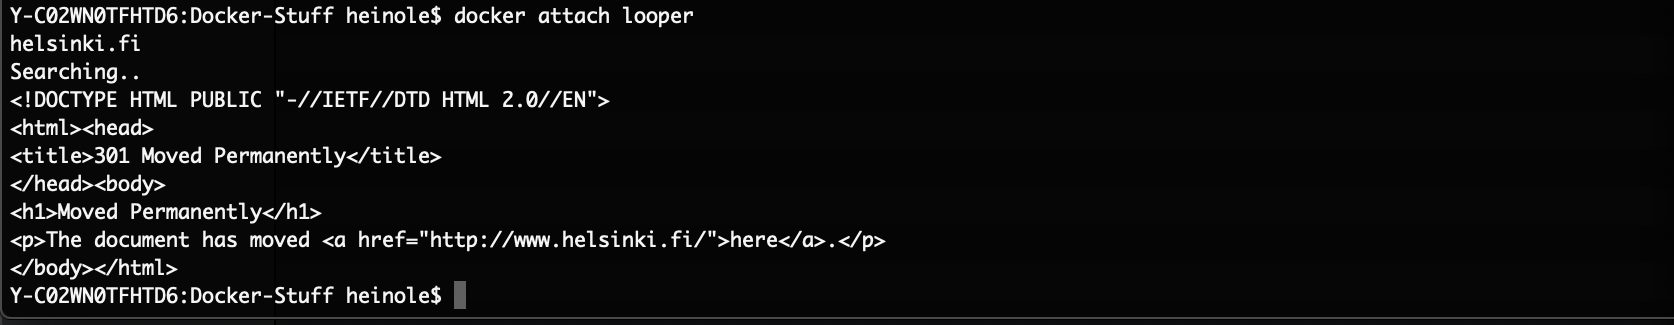 Y-C02WN0TFHTD6:Docker-Stuff heinole$ docker attach looper
helsinki.fi
Searching..
<!DOCTYPE HTML PUBLIC "-//IETF//DTD HTML 2.0//EN">
<html><head>
<title>301 Moved Permanently</title>
</head><body>
<h1>Moved Permanently</h1>
<p>The document has moved <a href="http://www.helsinki.fi/">here</a>.</p>
</body></html>
Y-C02WN0TFHTD6:Docker-Stuff heinole$